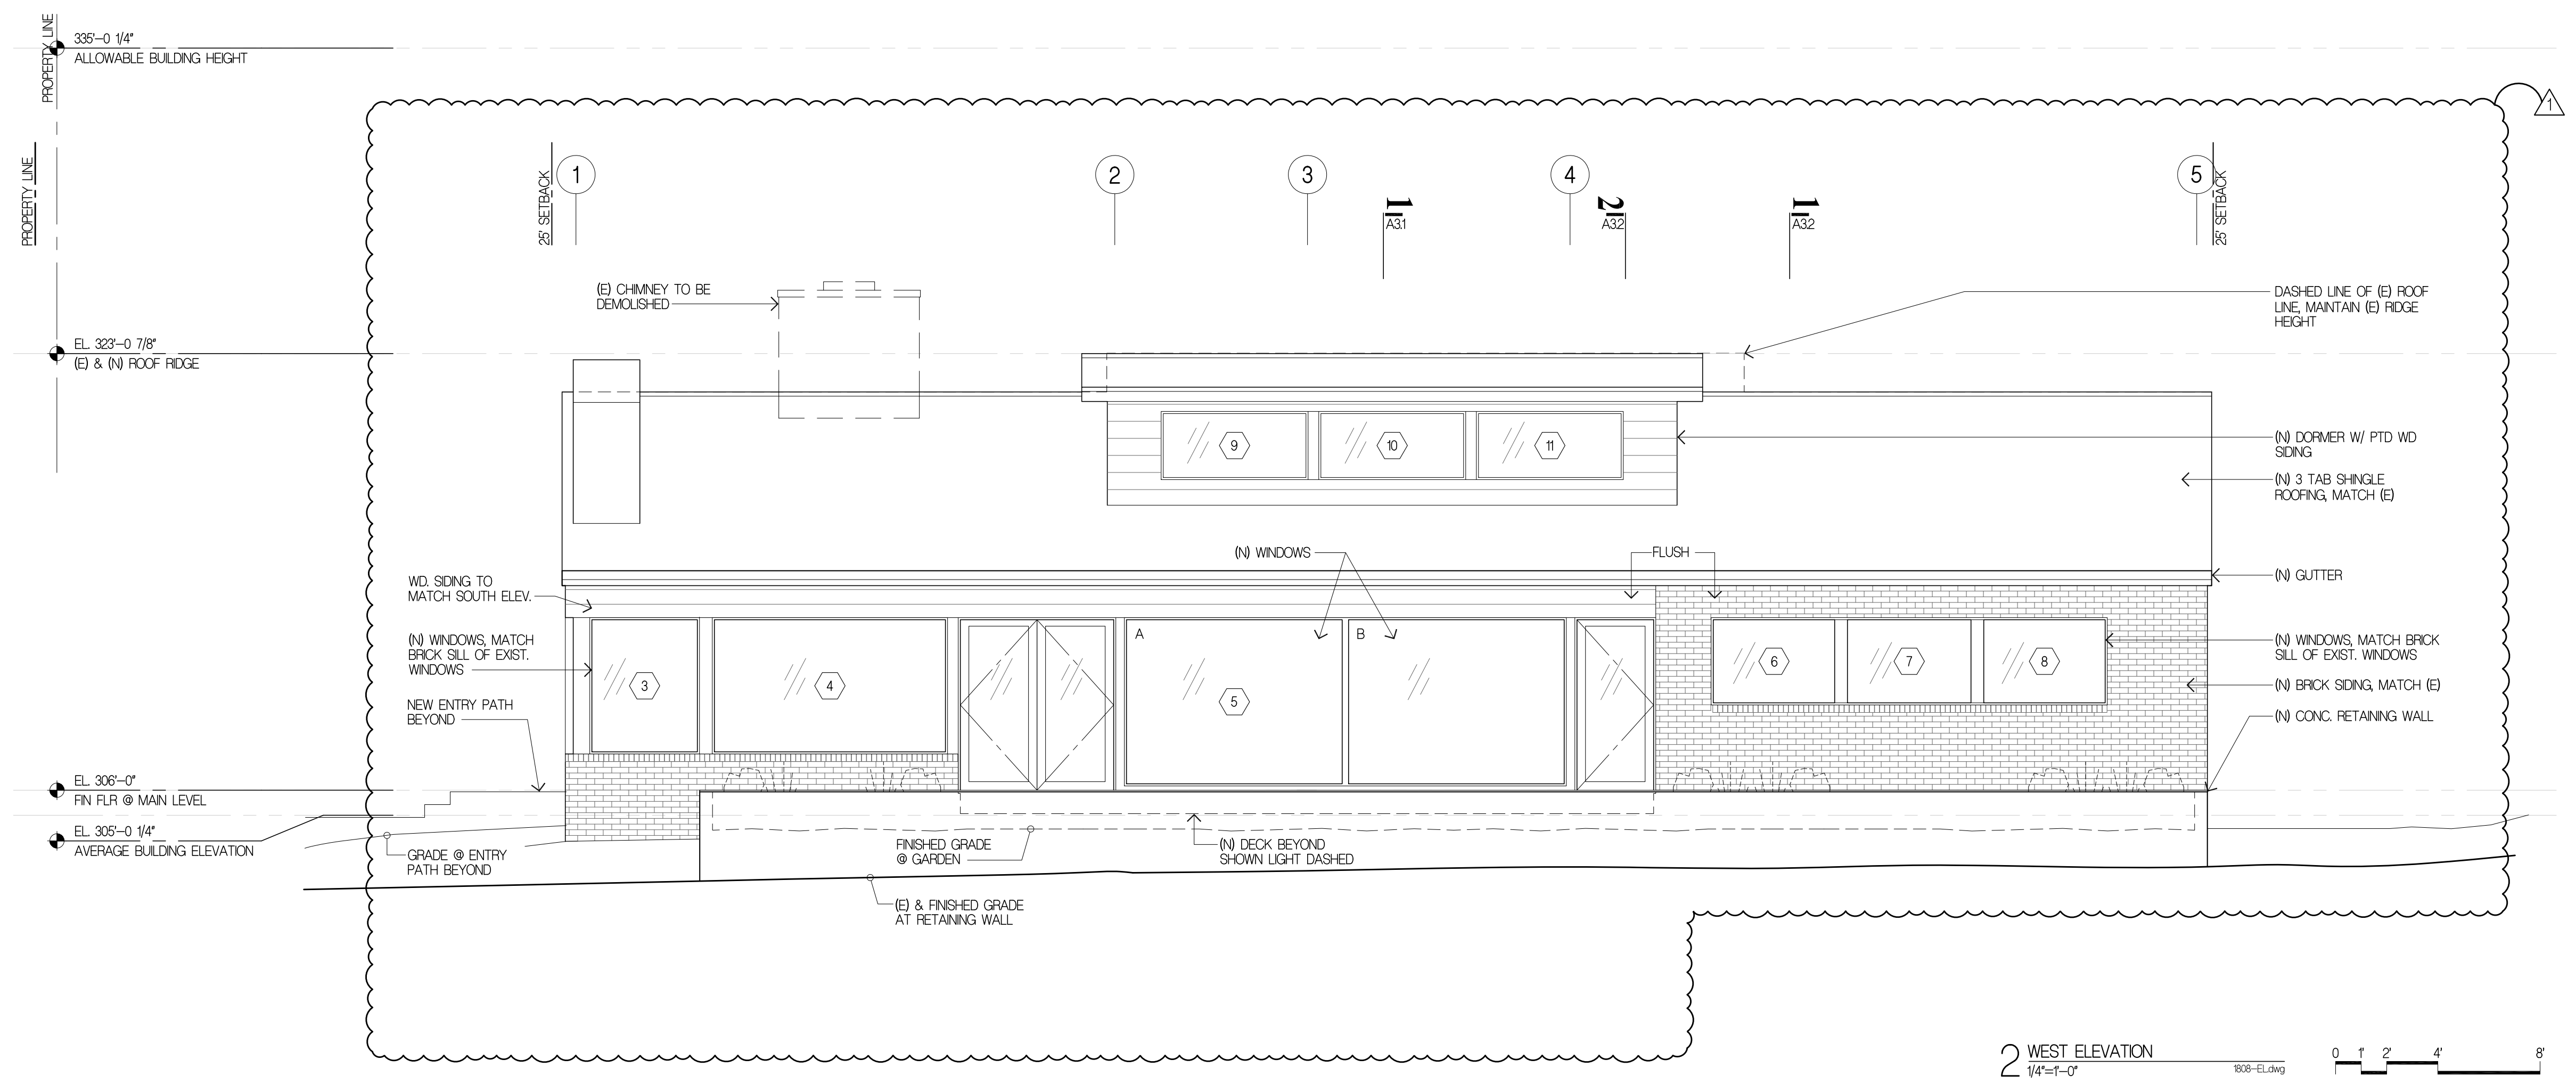 PROPERTY LINE
335'-0 1/4"
ALLOWABLE BUILDING HEIGHT
1
PROPERTY LINE
25' SETBACK
1
2
3
4
5
25' SETBACK
1
A3.1
2
A3.2
1
A3.2
(E) CHIMNEY TO BE
DEMOLISHED
DASHED LINE OF (E) ROOF
LINE, MAINTAIN (E) RIDGE
HEIGHT
EL. 323'-0 7/8"
(E) & (N) ROOF RIDGE
9
10
11
(N) DORMER W/ PTD WD
SIDING
(N) 3 TAB SHINGLE
ROOFING, MATCH (E)
(N) WINDOWS
FLUSH
(N) GUTTER
WD. SIDING TO
MATCH SOUTH ELEV.
(N) WINDOWS, MATCH
BRICK SILL OF EXIST.
WINDOWS
A
B
3
4
5
6
7
8
(N) WINDOWS, MATCH BRICK
SILL OF EXIST. WINDOWS
(N) BRICK SIDING, MATCH (E)
NEW ENTRY PATH
BEYOND
(N) CONC. RETAINING WALL
EL. 306'-0"
FIN FLR @ MAIN LEVEL
EL. 305'-0 1/4"
AVERAGE BUILDING ELEVATION
GRADE @ ENTRY
PATH BEYOND
FINISHED GRADE
@ GARDEN
(N) DECK BEYOND
SHOWN LIGHT DASHED
(E) & FINISHED GRADE
AT RETAINING WALL
2 WEST ELEVATION
1/4"=1'-0"
1808-EL.dwg
0 1' 2' 4' 8'